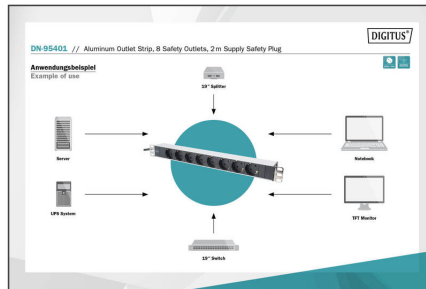 DIGITUS®
DN-95401 // Aluminum Outlet Strip, 8 Safety Outlets, 2 m Supply Safety Plug
Anwendungsbeispiel
Example of use
19" Splitter
Server
Notebook
UPS System
TFT Monitor
19" Switch